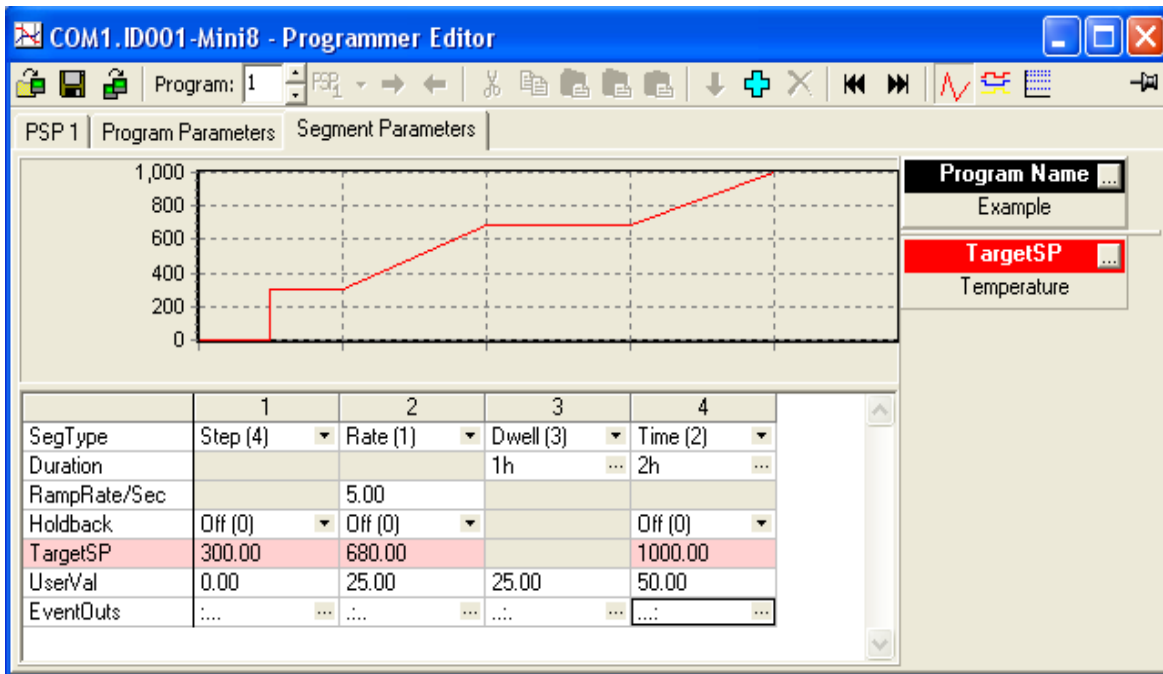 COM1.ID001-Mini8 - Programmer Editor
Program: 1 PSP1
PSP 1 Program Parameters Segment Parameters
1,000
800
600
400
200
0
Program Name ...
Example
TargetSP ...
Temperature
1 2 3 4
SegType Step (4) Rate (1) Dwell (3) Time (2)
Duration 1h ... 2h ...
RampRate/Sec 5.00
Holdback Off (0) Off (0) Off (0)
TargetSP 300.00 680.00 1000.00
UserVal 0.00 25.00 25.00 50.00
EventOuts :... ... .:.. ... ..:. ... ...: ...